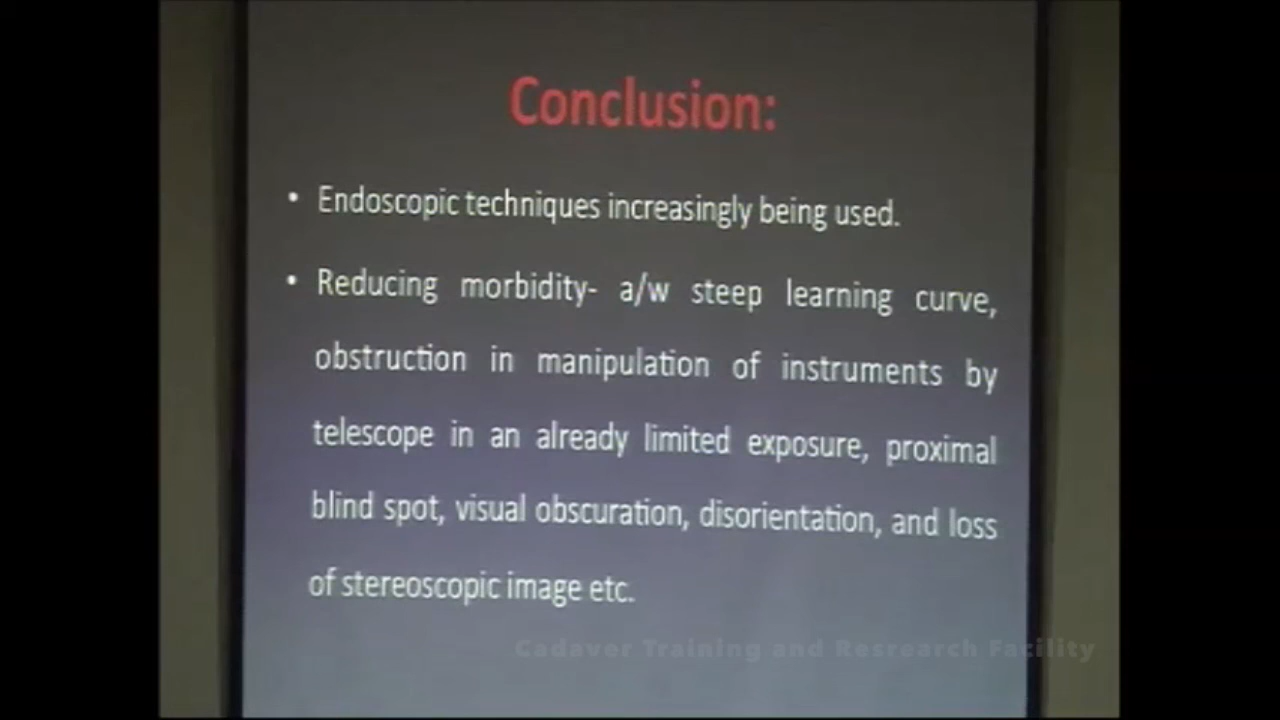 Conclusion:
• Endoscopic techniques increasingly being used.
• Reducing morbidity- a/w steep learning curve,
obstruction in manipulation of instruments by
telescope in an already limited exposure, proximal
blind spot, visual obscuration, disorientation, and loss
of stereoscopic image etc.
Cadaver Training and Resrearch Facility